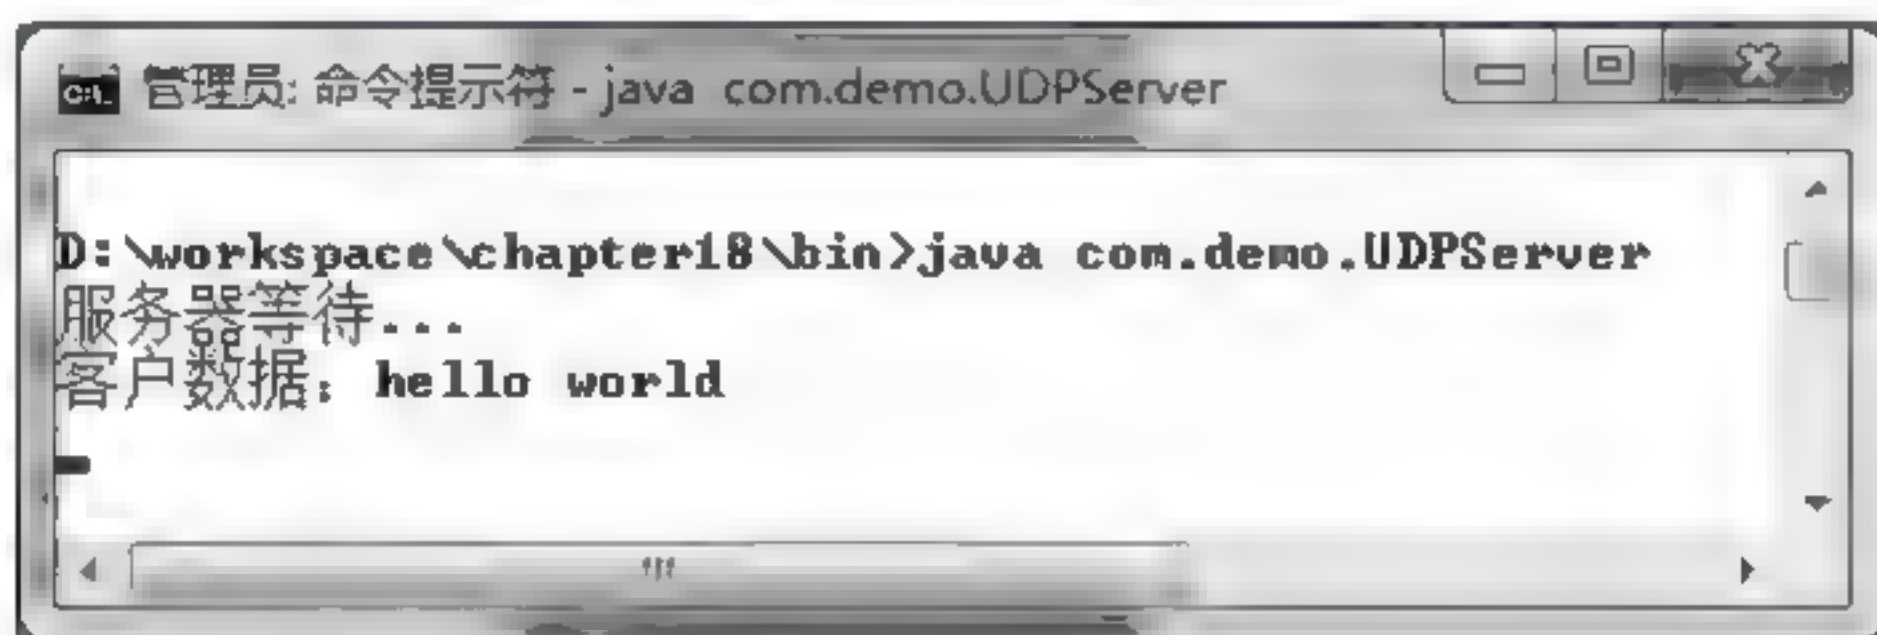 管理员: 命令提示符 - java com.demo.UDPServer
D:\workspace\chapter18\bin>java com.demo.UDPServer
服务器等待...
客户数据：hello world